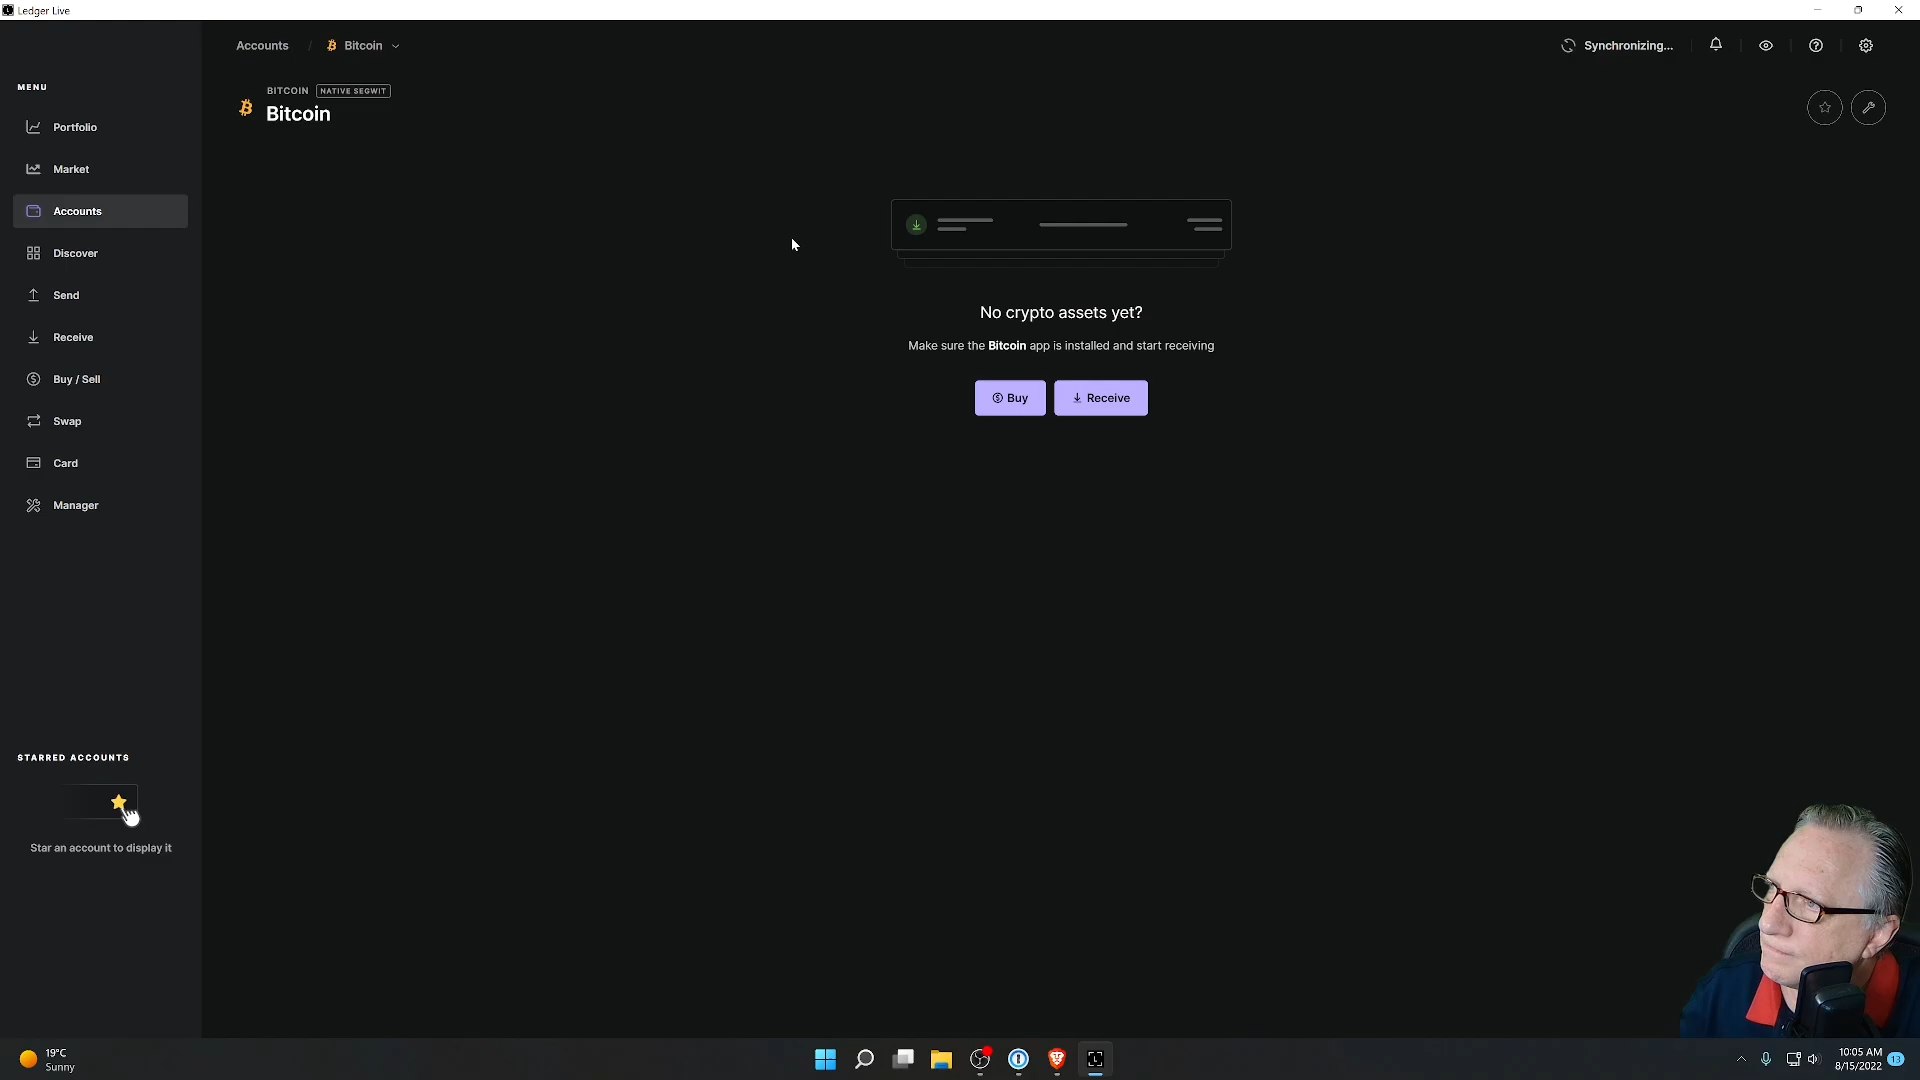 Ledger Live
Accounts / Bitcoin
Synchronizing...
MENU
BITCOIN NATIVE SEGWIT
Bitcoin
Portfolio
Market
Accounts
Discover
Send
Receive
Buy / Sell
Swap
Card
Manager
No crypto assets yet?
Make sure the Bitcoin app is installed and start receiving
Buy
Receive
STARRED ACCOUNTS
Star an account to display it
19°C
Sunny
10:05 AM
8/15/2022
13